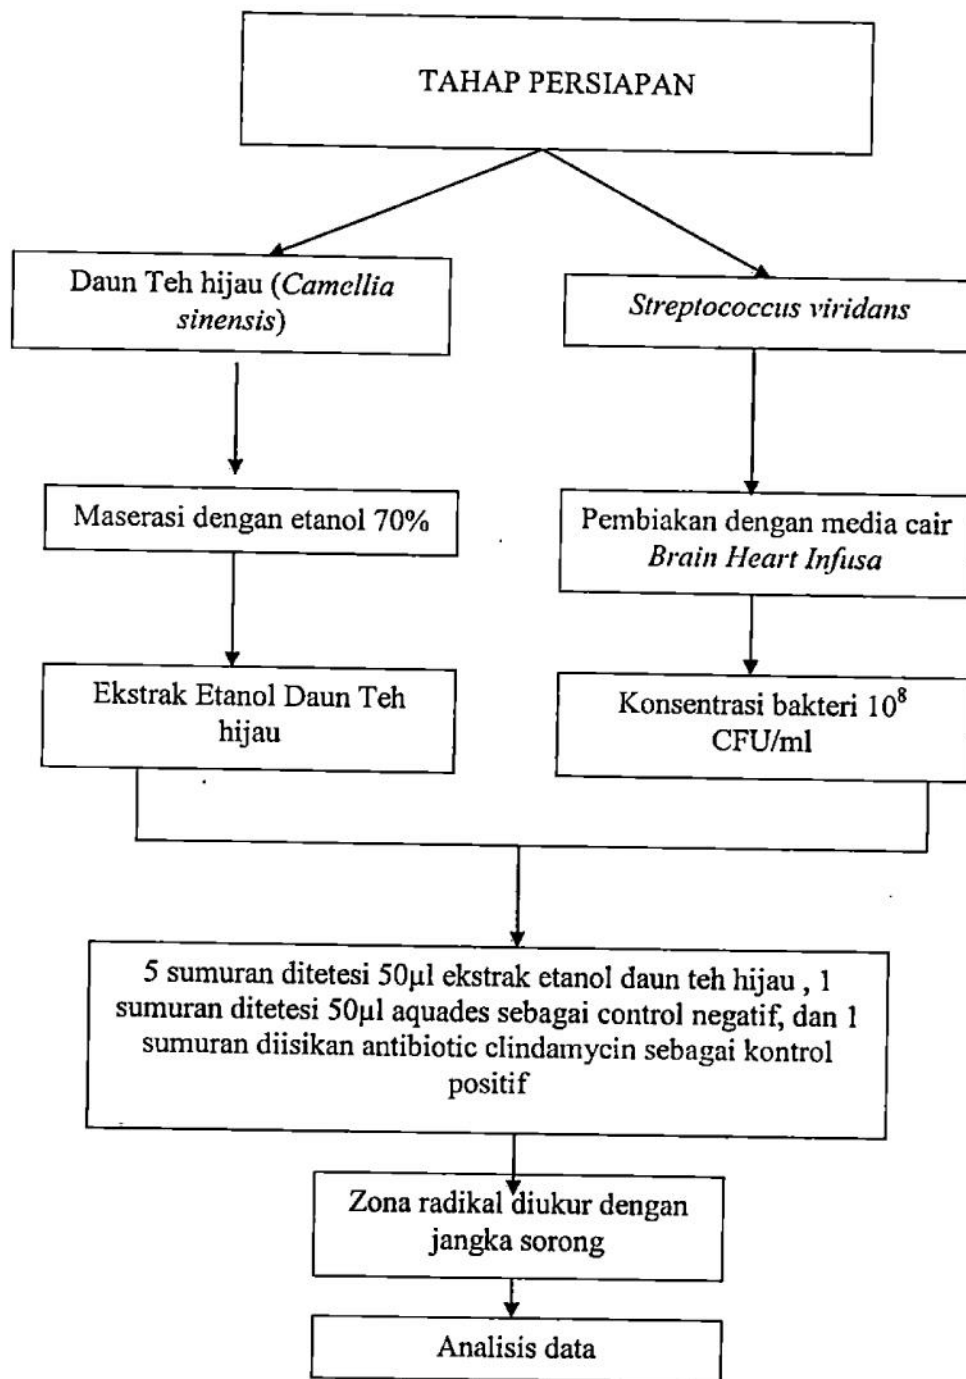 TAHAP PERSIAPAN
Daun Teh hijau (Camellia
sinensis)
Streptococcus viridans
Maserasi dengan etanol 70%
Pembiakan dengan media cair
Brain Heart Infusa
Ekstrak Etanol Daun Teh
hijau
Konsentrasi bakteri 10⁸
CFU/ml
5 sumuran ditetesi 50µl ekstrak etanol daun teh hijau , 1
sumuran ditetesi 50µl aquades sebagai control negatif, dan 1
sumuran diisikan antibiotic clindamycin sebagai kontrol
positif
Zona radikal diukur dengan
jangka sorong
Analisis data